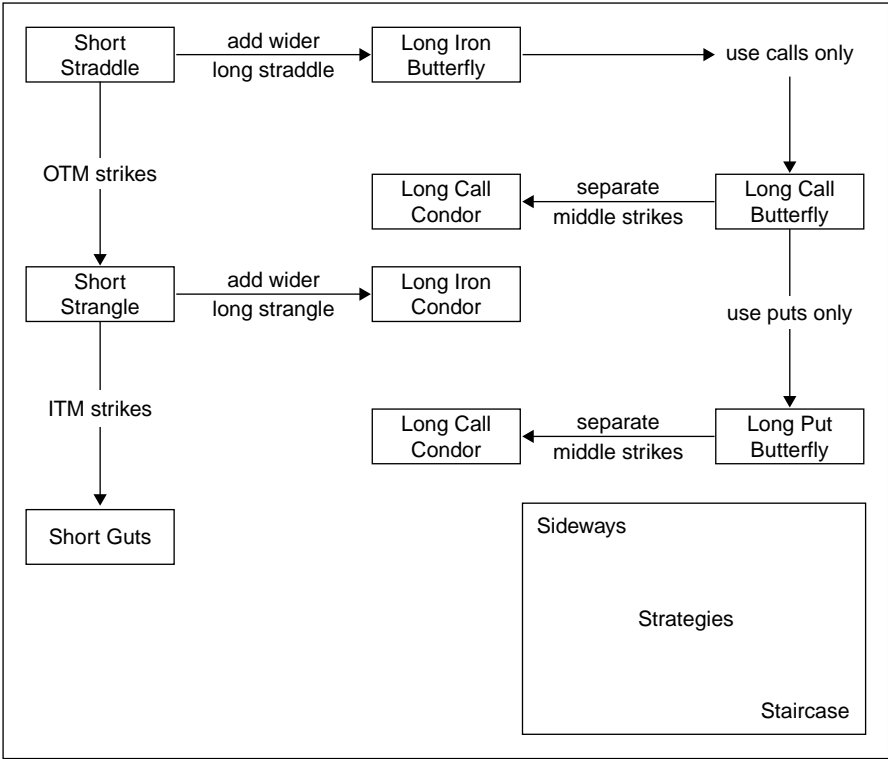 Short
Straddle
add wider
long straddle
Long Iron
Butterfly
use calls only
OTM strikes
Long Call
Condor
separate
middle strikes
Long Call
Butterfly
Short
Strangle
add wider
long strangle
Long Iron
Condor
use puts only
ITM strikes
Long Call
Condor
separate
middle strikes
Long Put
Butterfly
Short Guts
Sideways
Strategies
Staircase